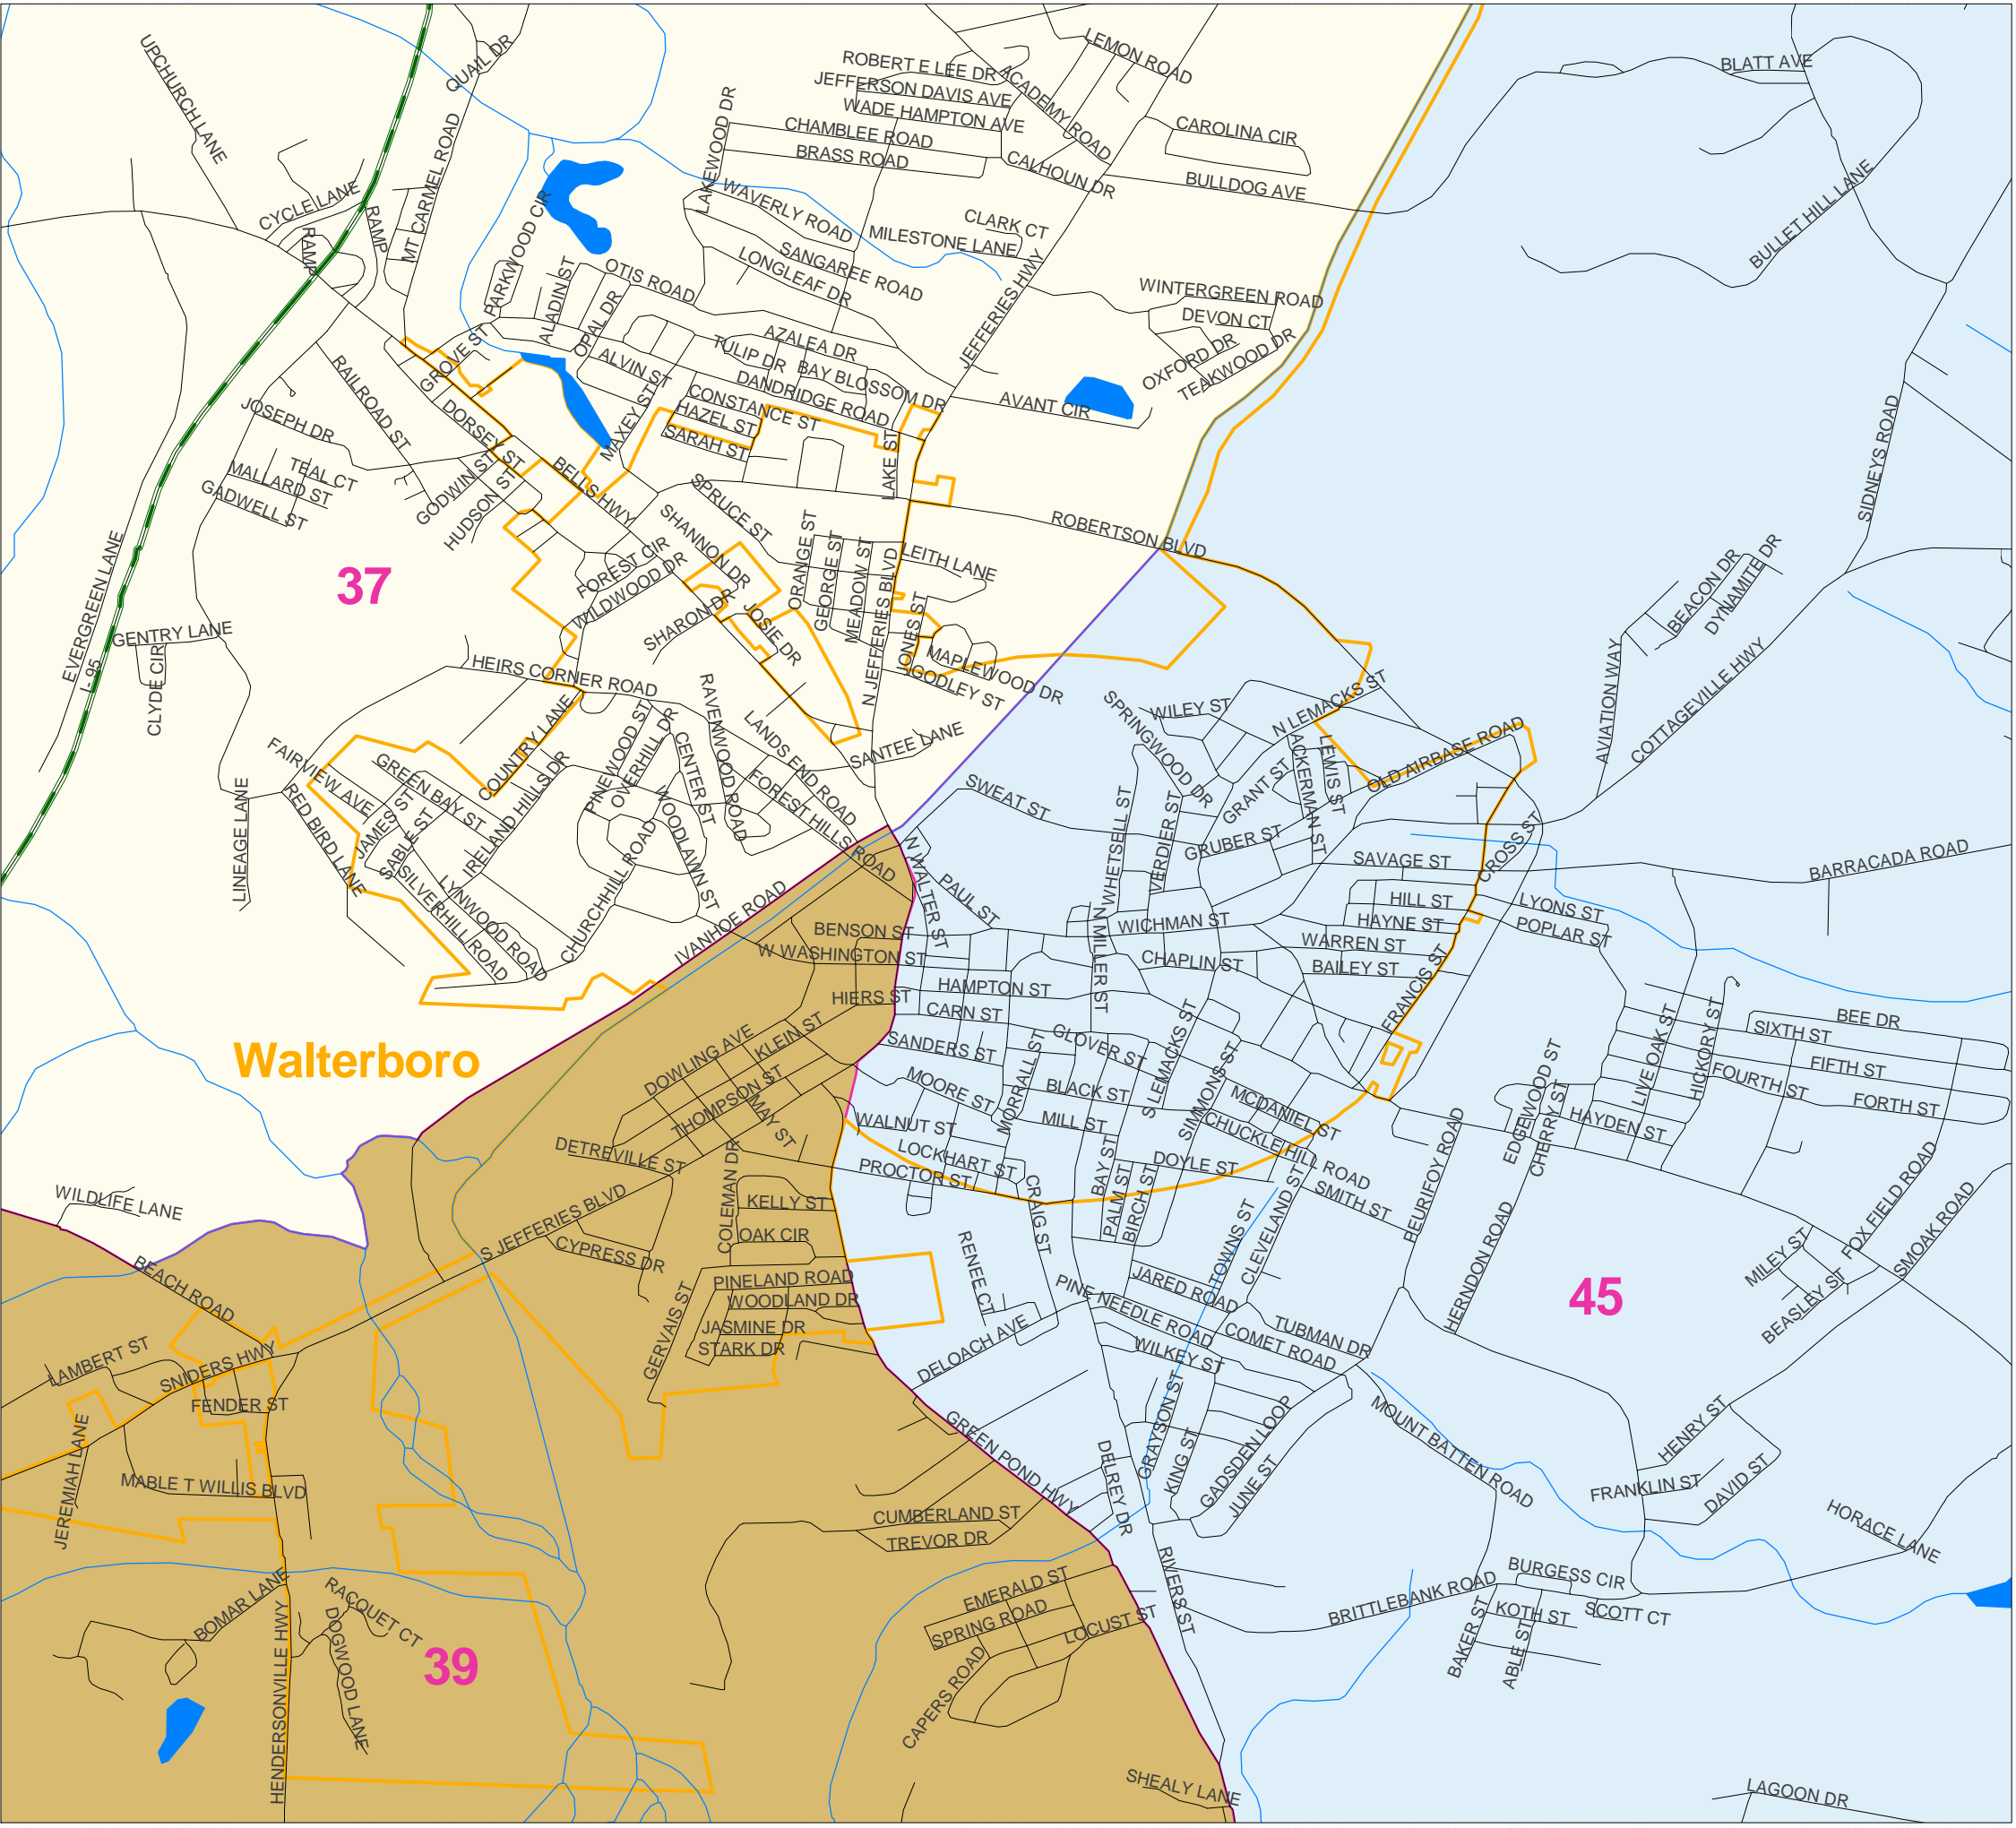 UPCHURCH LANE
QUAIL DR
LEMON ROAD
ROBERT E LEE DR
ACADEMY ROAD
JEFFERSON DAVIS AVE
WADE HAMPTON AVE
BLATT AVE
CHAMBLEE ROAD
BRASS ROAD
CAROLINA CIR
LAKEWOOD DR
CALHOUN DR
BULLDOG AVE
BULLET HILL LANE
CYCLE LANE
RAMP
RAMP
MT CARMEL ROAD
PARKWOOD CIR
WAVERLY ROAD
CLARK CT
MILESTONE LANE
SANGAREE ROAD
LONGLEAF DR
OTIS ROAD
ALADIN ST
OPAL DR
JEFFERIES HWY
WINTERGREEN ROAD
DEVON CT
OXFORD DR
TEAKWOOD DR
GROVE ST
ALVIN ST
TULIP DR
AZALEA DR
BAY BLOSSOM DR
DANDRIDGE ROAD
CONSTANCE ST
HAZEL ST
SARAH ST
MAXEY ST
AVANT CIR
RAILROAD ST
JOSEPH DR
DORSEY ST
TEAL CT
MALLARD ST
GADWELL ST
GODWIN ST
HUDSON ST
BELLS HWY
LAKE ST
SPRUCE ST
SHANNON DR
ROBERTSON BLVD
SIDNEYS ROAD
EVERGREEN LANE
I- 95
37
FOREST CIR
WILDWOOD DR
SHARON DR
JOSIE DR
ORANGE ST
GEORGE ST
MEADOW ST
N JEFFERIES BLVD
LEITH LANE
JONES ST
MAPLEWOOD DR
GODLEY ST
BEACON DR
DYNAMITE DR
AVIATION WAY
COTTAGEVILLE HWY
GENTRY LANE
CLYDE CIR
HEIRS CORNER ROAD
RAVENWOOD ROAD
LANDS END ROAD
SANTEE LANE
SPRINGWOOD DR
WILEY ST
N LEMACKS ST
ACKERMAN ST
LEWIS ST
OLD AIRBASE ROAD
GRANT ST
FAIRVIEW AVE
GREEN BAY ST
COUNTRY LANE
IRELAND HILLS DR
PINEWOOD ST
OVERHILL DR
CENTER ST
WOODLAWN ST
FOREST HILLS ROAD
SWEAT ST
WHETSELL ST
VERDIER ST
GRUBER ST
SAVAGE ST
CROSS ST
BARRACADA ROAD
LINEAGE LANE
RED BIRD LANE
JAMES ST
SABLE ST
SILVERHILL ROAD
LYNWOOD ROAD
CHURCHHILL ROAD
IVANHOE ROAD
W WALTER ST
PAUL ST
N MILLER ST
WICHMAN ST
HILL ST
HAYNE ST
WARREN ST
BAILEY ST
LYONS ST
POPLAR ST
BENSON ST
W WASHINGTON ST
CHAPLIN ST
HIERS ST
HAMPTON ST
CARN ST
FRANCIS ST
Walterboro
DOWLING AVE
KLEIN ST
THOMPSON ST
MAY ST
SANDERS ST
GLOVER ST
MORRALL ST
MOORE ST
BLACK ST
MILL ST
S LEMACKS ST
SIMMONS ST
MCDANIEL ST
CHUCKLEHILL ROAD
EDGEWOOD ST
CHERRY ST
LIVE OAK ST
HICKORY ST
HAYDEN ST
BEE DR
SIXTH ST
FIFTH ST
FOURTH ST
FORTH ST
DETREVILLE ST
WALNUT ST
LOCKHART ST
PROCTOR ST
COLEMAN DR
KELLY ST
OAK CIR
CRAIG ST
BAY ST
PALM ST
BIRCH ST
DOYLE ST
SMITH ST
PEURIFOY ROAD
HERNDON ROAD
FOX FIELD ROAD
SMOAK ROAD
WILDLIFE LANE
BEACH ROAD
S JEFFERIES BLVD
CYPRESS DR
GERVAIS ST
PINELAND ROAD
WOODLAND DR
JASMINE DR
STARK DR
RENEE CT
DELOACH AVE
TOWNS ST
CLEVELAND ST
JARED ROAD
PINE NEEDLE ROAD
COMET ROAD
TUBMAN DR
WILKEY ST
45
MILEY ST
BEASLEY ST
LAMBERT ST
SNIDERS HWY
FENDER ST
JEREMIAH LANE
MABLE T WILLIS BLVD
GREEN POND HWY
DELREY DR
GRAYSON ST
KING ST
GADSDEN LOOP
JUNE ST
MOUNT BATTEN ROAD
HENRY ST
FRANKLIN ST
DAVID ST
HORACE LANE
CUMBERLAND ST
TREVOR DR
BOMAR LANE
RACQUET CT
DOGWOOD LANE
HENDERSONVILLE HWY
39
EMERALD ST
SPRING ROAD
LOCUST ST
CAPERS ROAD
RIVERS ST
BRITTLEBANK ROAD
BURGESS CIR
KOTH ST
SCOTT CT
BAKER ST
ABLE ST
SHEALY LANE
LAGOON DR